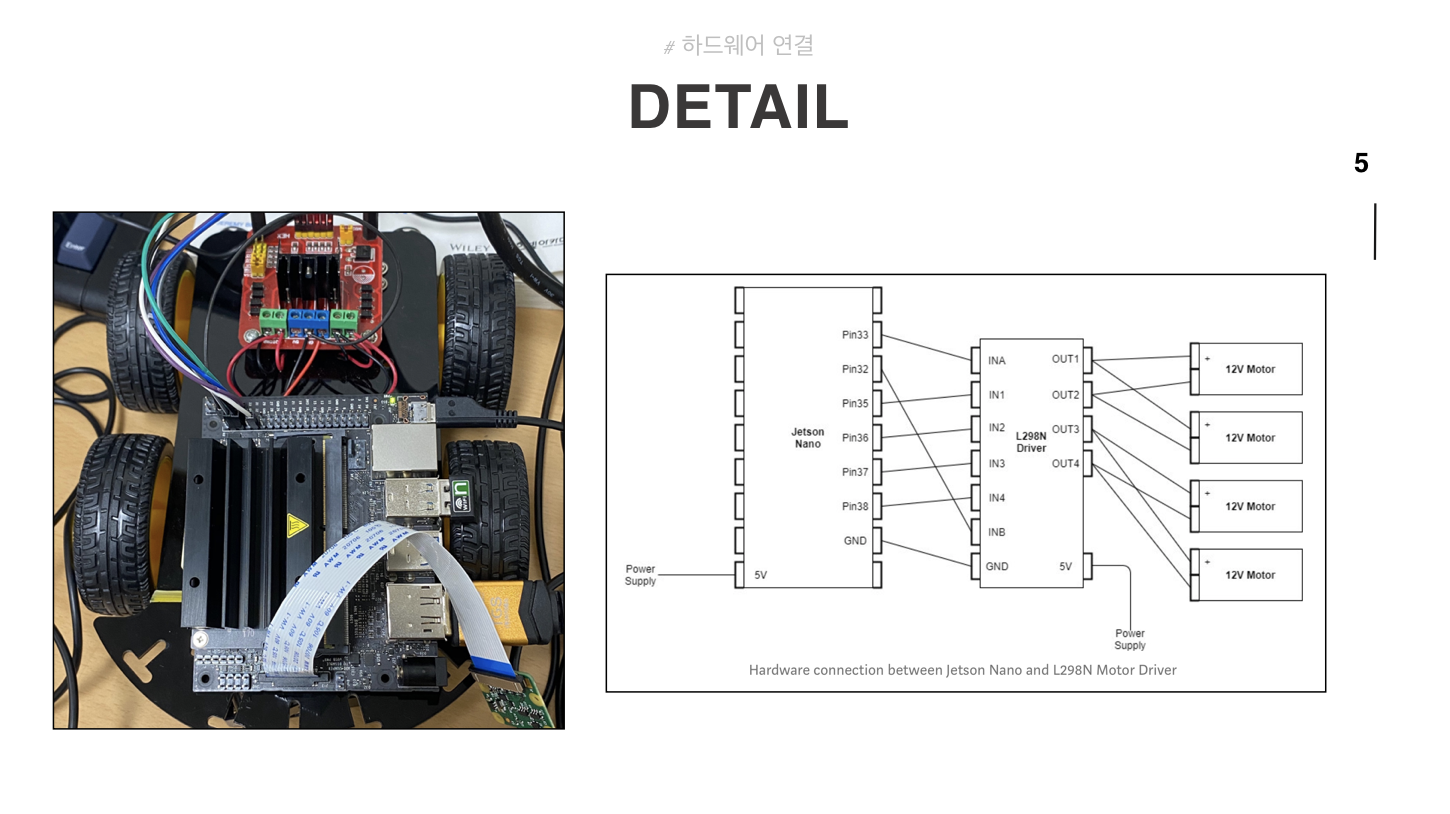 # 하드웨어 연결
DETAIL
5
Enter
WILEY
Pin33
Pin32
Pin35
Pin36
Pin37
Pin38
GND
5V
Jetson
Nano
Power
Supply
INA
IN1
IN2
IN3
IN4
INB
GND
L298N
Driver
OUT1
OUT2
OUT3
OUT4
5V
Power
Supply
+
12V Motor
+
12V Motor
+
12V Motor
+
12V Motor
Hardware connection between Jetson Nano and L298N Motor Driver